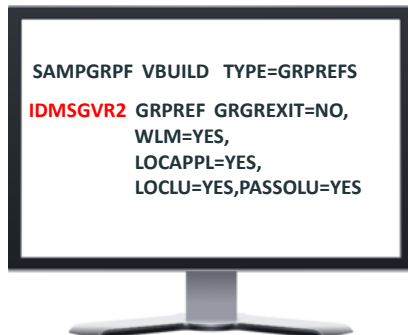 SAMPGRPF VBUILD TYPE=GRPREFS
IDMSGVR2 GRPREF GRGREXIT=NO,
WLM=YES,
LOCAPPL=YES,
LOCLU=YES,PASSOLU=YES